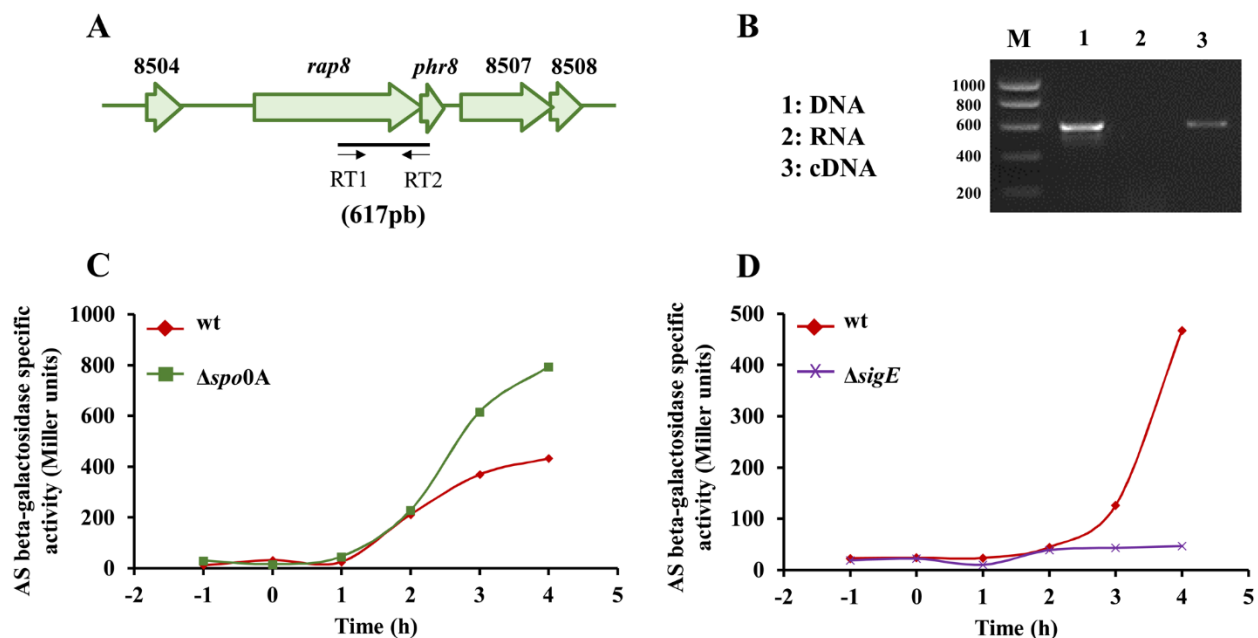 A
8504 rap8 phr8 8507 8508
RT1 RT2
(617pb)
B
M 1 2 3
1: DNA
2: RNA
3: cDNA
1000
800
600
400
200
C
AS beta-galactosidase specific
activity (Miller units)
1000
800
600
400
200
0
wt
Δspo0A
-2 -1 0 1 2 3 4 5
Time (h)
D
AS beta-galactosidase specific
activity (Miller units)
500
400
300
200
100
0
wt
ΔsigE
-2 -1 0 1 2 3 4 5
Time (h)